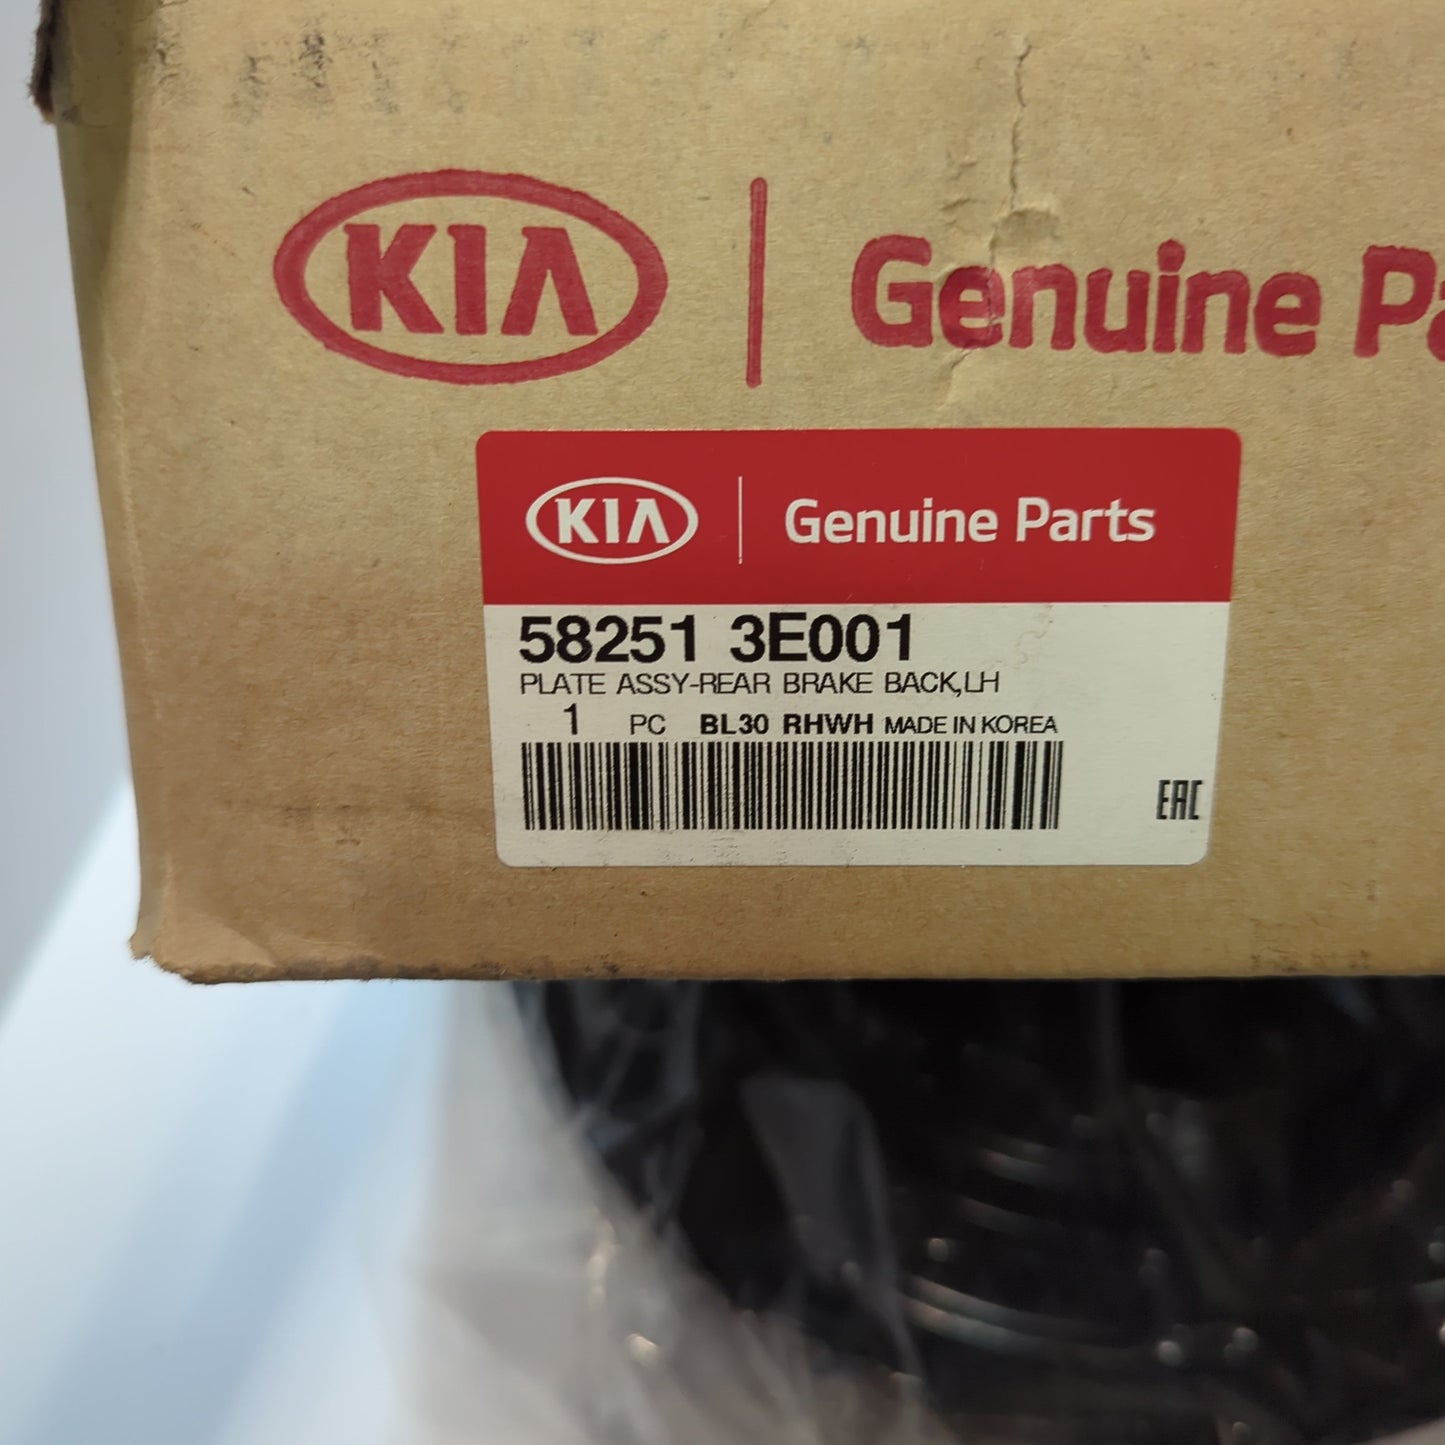 KIA | Genuine Pa
KIA | Genuine Parts
58251 3E001
PLATE ASSY-REAR BRAKE BACK,LH
1 PC BL30 RHWH MADE IN KOREA
EAC